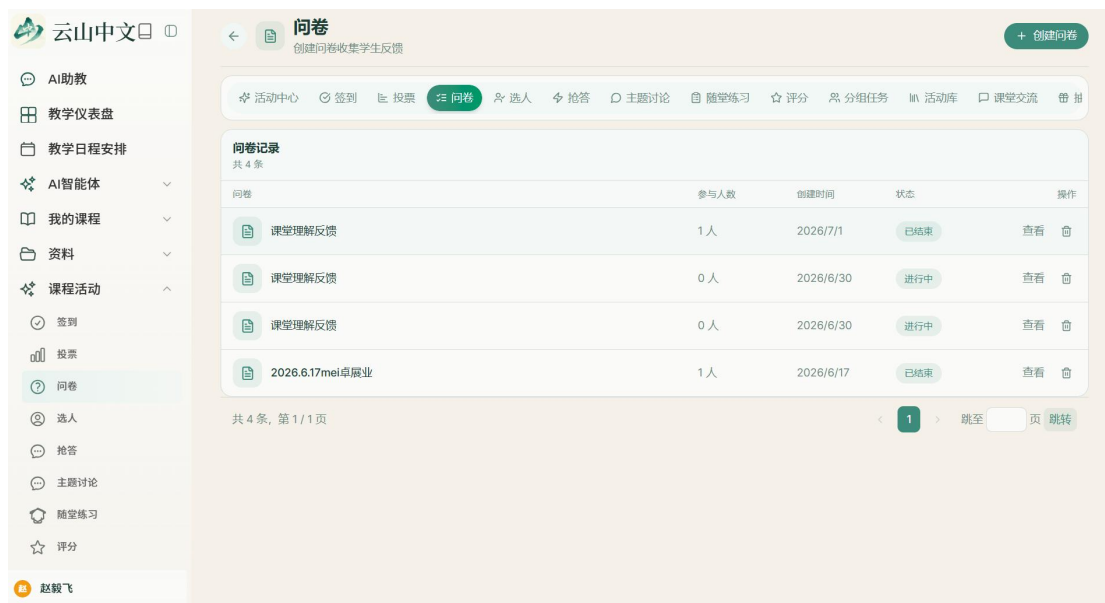 云山中文
AI助教
教学仪表盘
教学日程安排
AI智能体
我的课程
资料
课程活动
签到
投票
问卷
选人
抢答
主题讨论
随堂练习
评分
赵
赵毅飞
问卷
创建问卷收集学生反馈
+ 创建问卷
活动中心 签到 投票 问卷 选人 抢答 主题讨论 随堂练习 评分 分组任务 活动库 课堂交流
问卷记录
共 4 条
问卷 参与人数 创建时间 状态 操作
课堂理解反馈 1 人 2026/7/1 已结束 查看
课堂理解反馈 0 人 2026/6/30 进行中 查看
课堂理解反馈 0 人 2026/6/30 进行中 查看
2026.6.17mei卓展业 1 人 2026/6/17 已结束 查看
共 4 条, 第 1 / 1 页 1 跳至 页 跳转